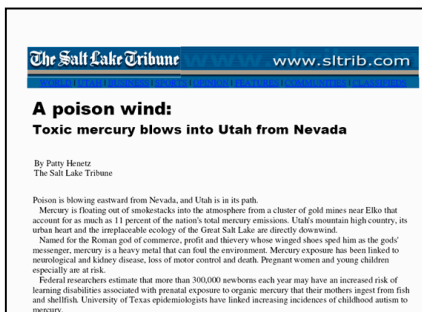 The Salt Lake Tribune www.sltrib.com
WORLD | UTAH | BUSINESS | SPORTS | OPINION | FEATURES | COMMUNITIES | CLASSIFIEDS
A poison wind:
Toxic mercury blows into Utah from Nevada
By Patty Henetz
The Salt Lake Tribune
Poison is blowing eastward from Nevada, and Utah is in its path.
Mercury is floating out of smokestacks into the atmosphere from a cluster of gold mines near Elko that
account for as much as 11 percent of the nation's total mercury emissions. Utah's mountain high country, its
urban heart and the irreplaceable ecology of the Great Salt Lake are directly downwind.
Named for the Roman god of commerce, profit and thievery whose winged shoes sped him as the gods'
messenger, mercury is a heavy metal that can foul the environment. Mercury exposure has been linked to
neurological and kidney disease, loss of motor control and death. Pregnant women and young children
especially are at risk.
Federal researchers estimate that more than 300,000 newborns each year may have an increased risk of
learning disabilities associated with prenatal exposure to organic mercury that their mothers ingest from fish
and shellfish. University of Texas epidemiologists have linked increasing incidences of childhood autism to
mercury.